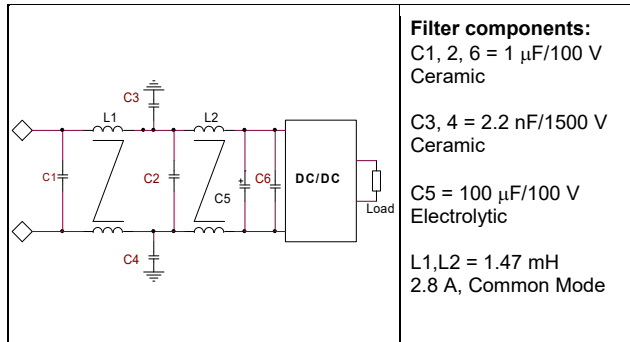 C3
L1
L2
C1
C2
C5
+
C6
DC/DC
Load
C4
Filter components:
C1, 2, 6 = 1 μF/100 V
Ceramic
C3, 4 = 2.2 nF/1500 V
Ceramic
C5 = 100 μF/100 V
Electrolytic
L1,L2 = 1.47 mH
2.8 A, Common Mode